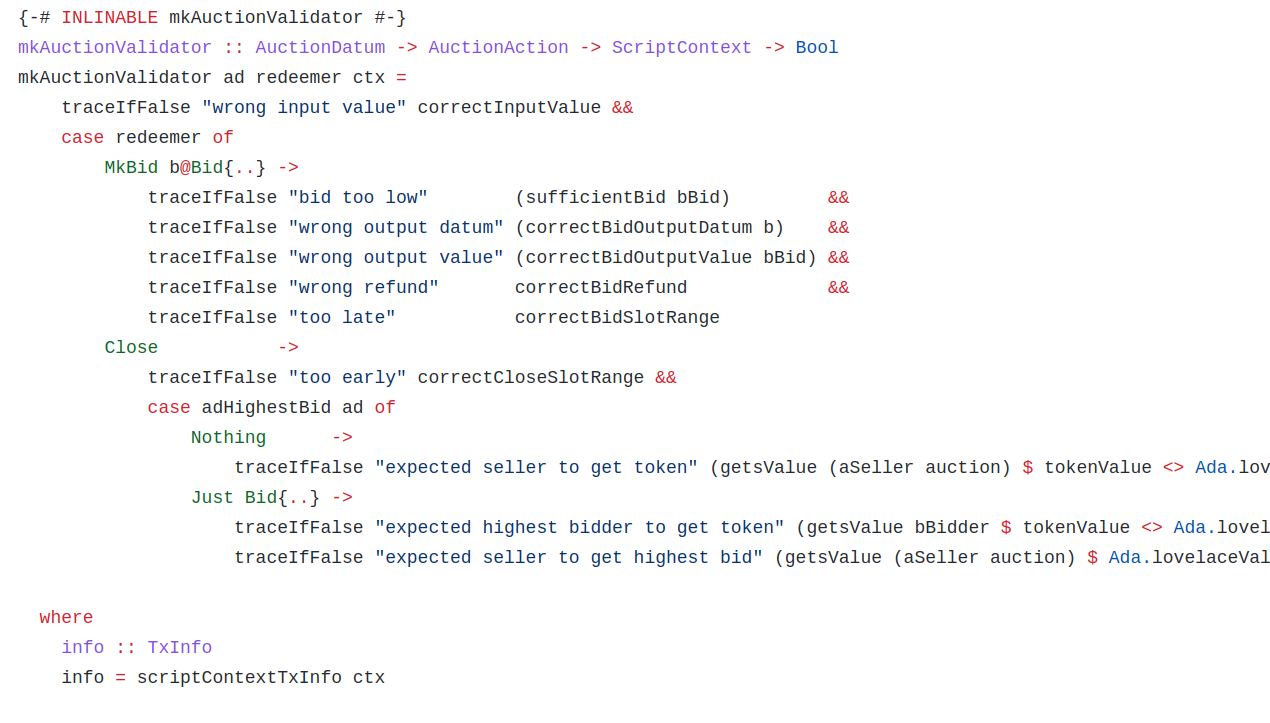 {-# INLINABLE mkAuctionValidator #-}
mkAuctionValidator :: AuctionDatum -> AuctionAction -> ScriptContext -> Bool
mkAuctionValidator ad redeemer ctx =
    traceIfFalse "wrong input value" correctInputValue &&
    case redeemer of
        MkBid b@Bid{..} ->
            traceIfFalse "bid too low"        (sufficientBid bBid)         &&
            traceIfFalse "wrong output datum" (correctBidOutputDatum b)    &&
            traceIfFalse "wrong output value" (correctBidOutputValue bBid) &&
            traceIfFalse "wrong refund"       correctBidRefund             &&
            traceIfFalse "too late"           correctBidSlotRange
        Close           ->
            traceIfFalse "too early" correctCloseSlotRange &&
            case adHighestBid ad of
                Nothing      ->
                    traceIfFalse "expected seller to get token" (getsValue (aSeller auction) $ tokenValue <> Ada.lov
                Just Bid{..} ->
                    traceIfFalse "expected highest bidder to get token" (getsValue bBidder $ tokenValue <> Ada.lovel
                    traceIfFalse "expected seller to get highest bid" (getsValue (aSeller auction) $ Ada.lovelaceVal
  where
    info :: TxInfo
    info = scriptContextTxInfo ctx